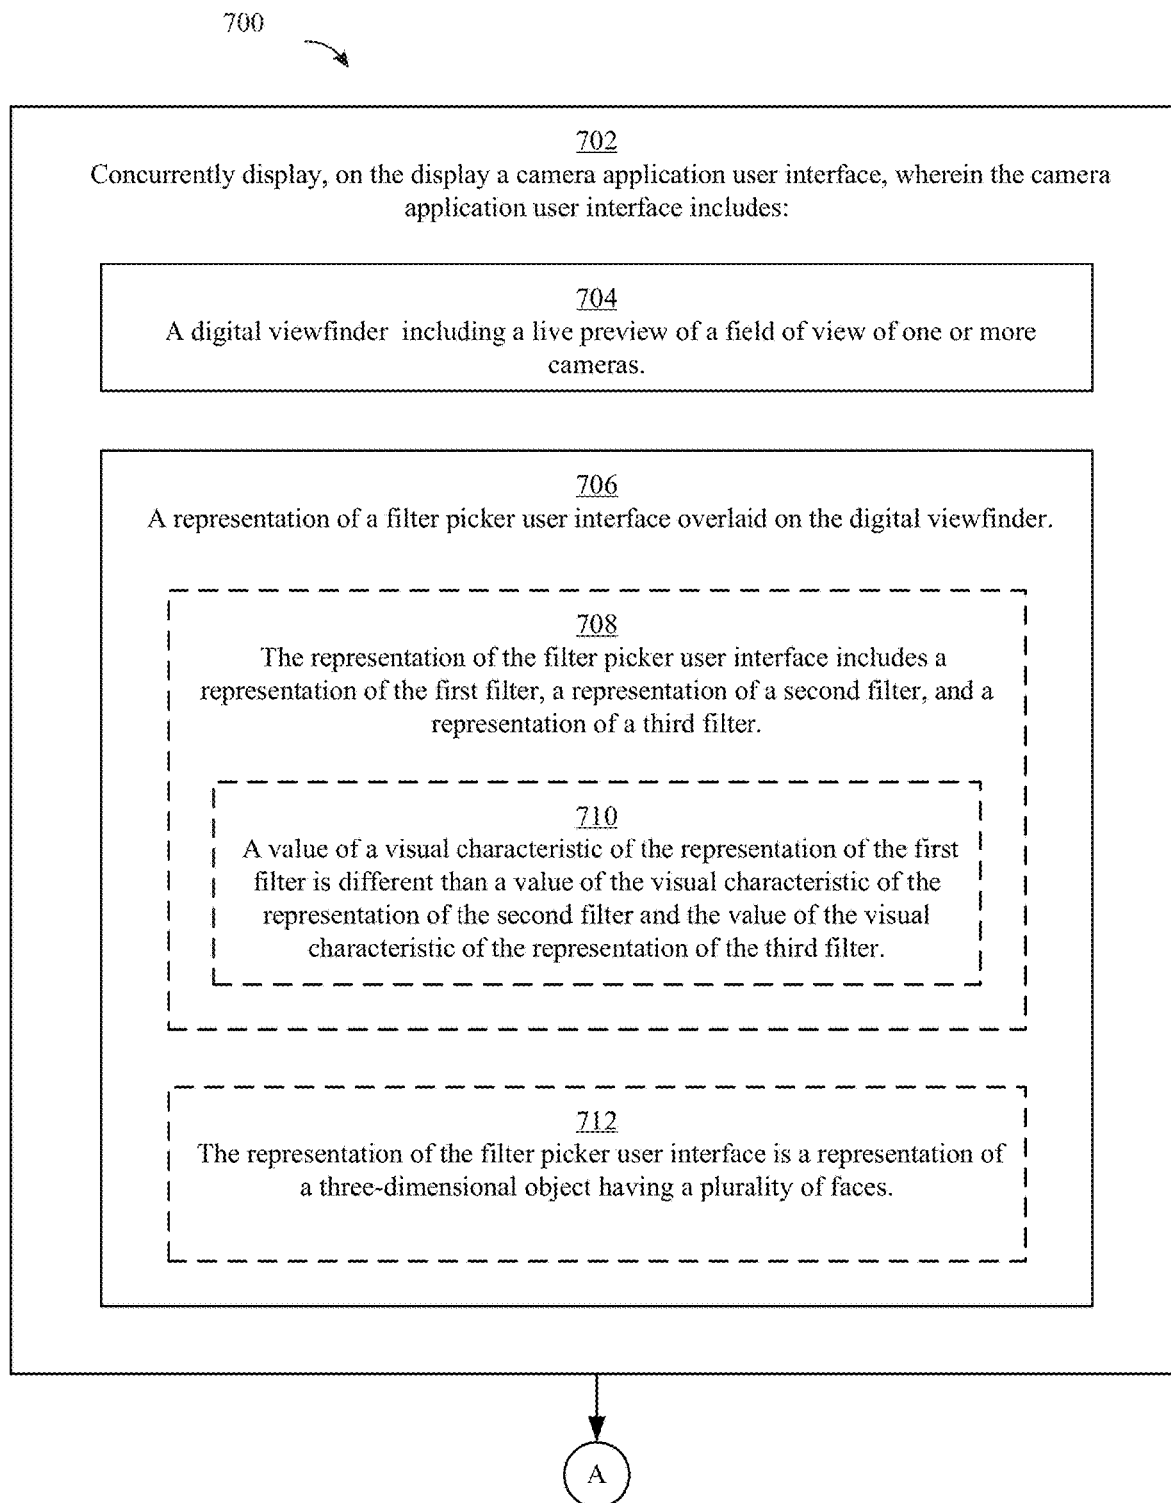 700
702
Concurrently display, on the display a camera application user interface, wherein the camera
application user interface includes:
704
A digital viewfinder including a live preview of a field of view of one or more
cameras.
706
A representation of a filter picker user interface overlaid on the digital viewfinder.
708
The representation of the filter picker user interface includes a
representation of the first filter, a representation of a second filter, and a
representation of a third filter.
710
A value of a visual characteristic of the representation of the first
filter is different than a value of the visual characteristic of the
representation of the second filter and the value of the visual
characteristic of the representation of the third filter.
712
The representation of the filter picker user interface is a representation of
a three-dimensional object having a plurality of faces.
A